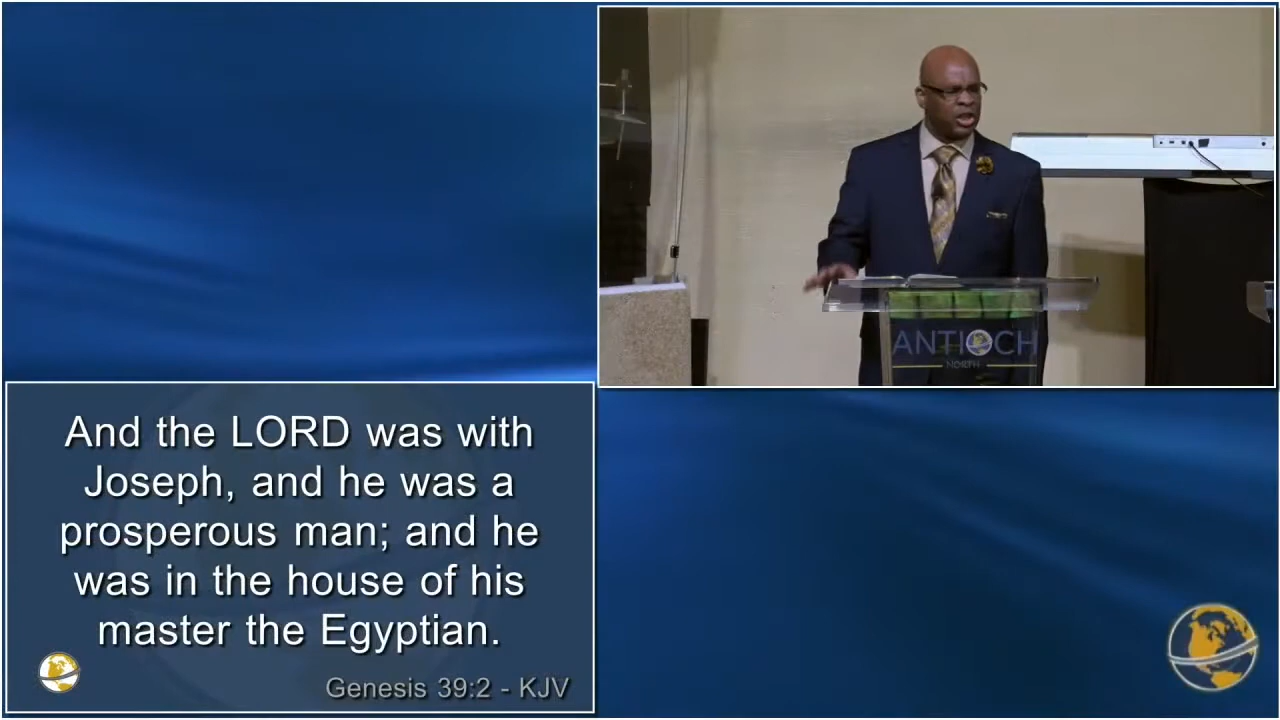 And the LORD was with
Joseph, and he was a
prosperous man; and he
was in the house of his
master the Egyptian.
Genesis 39:2 - KJV
ANTIOCH
NORTH